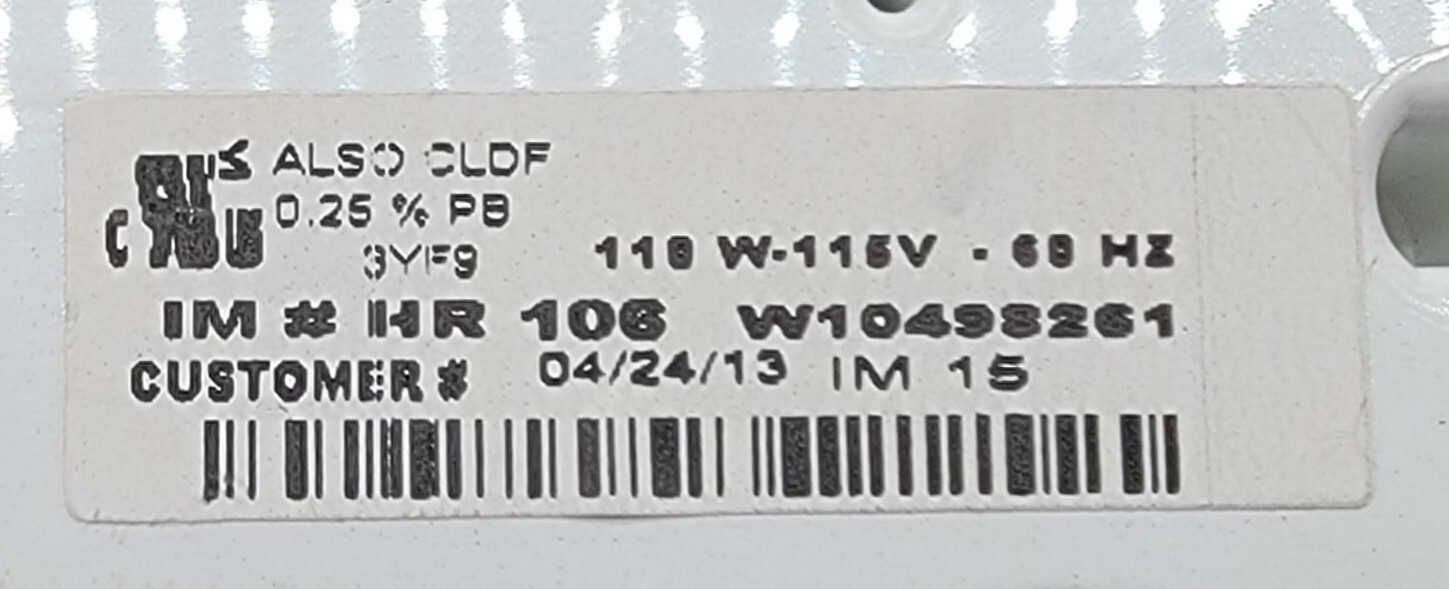 ALSO CLDF
0.25 % PB
3YF9 110 W-115V - 60 HZ
IM # HR 106 W10498261
CUSTOMER # 04/24/13 IM 15